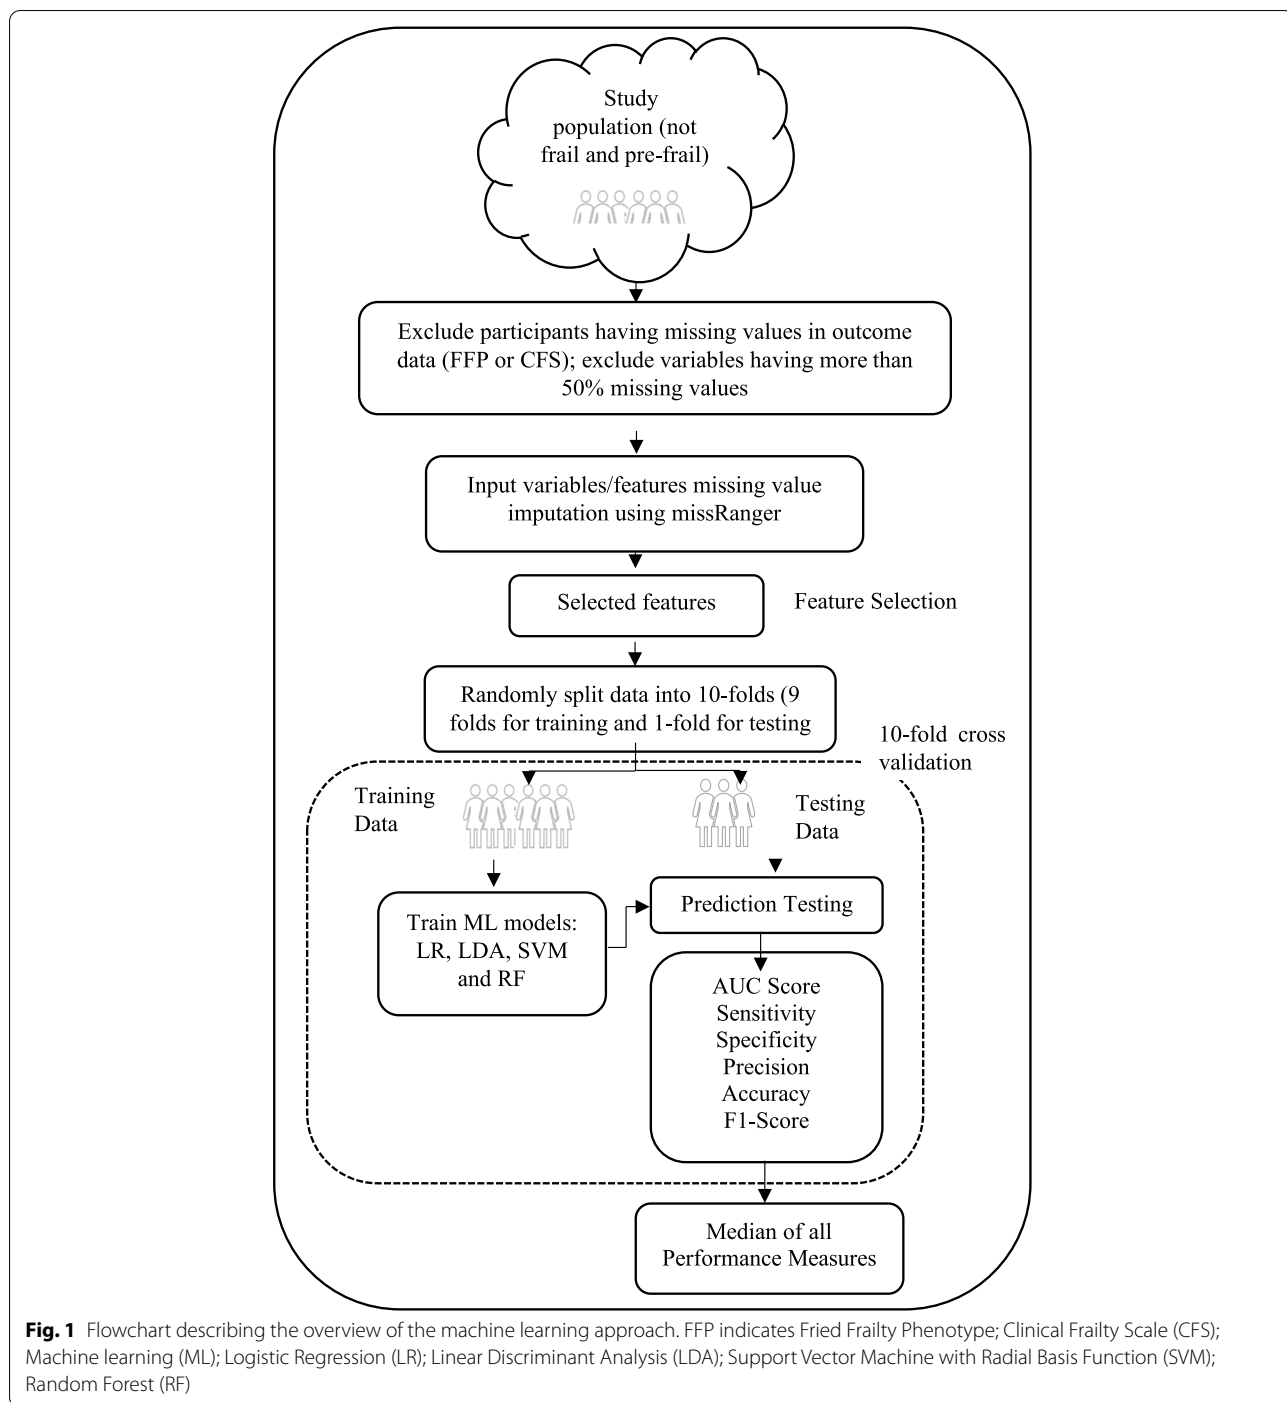 Study
population (not
frail and pre-frail)
Exclude participants having missing values in outcome
data (FFP or CFS); exclude variables having more than
50% missing values
Input variables/features missing value
imputation using missRanger
Selected features
Feature Selection
Randomly split data into 10-folds (9
folds for training and 1-fold for testing
10-fold cross
validation
Training
Data
Testing
Data
Train ML models:
LR, LDA, SVM
and RF
Prediction Testing
AUC Score
Sensitivity
Specificity
Precision
Accuracy
F1-Score
Median of all
Performance Measures
Fig. 1 Flowchart describing the overview of the machine learning approach. FFP indicates Fried Frailty Phenotype; Clinical Frailty Scale (CFS);
Machine learning (ML); Logistic Regression (LR); Linear Discriminant Analysis (LDA); Support Vector Machine with Radial Basis Function (SVM);
Random Forest (RF)